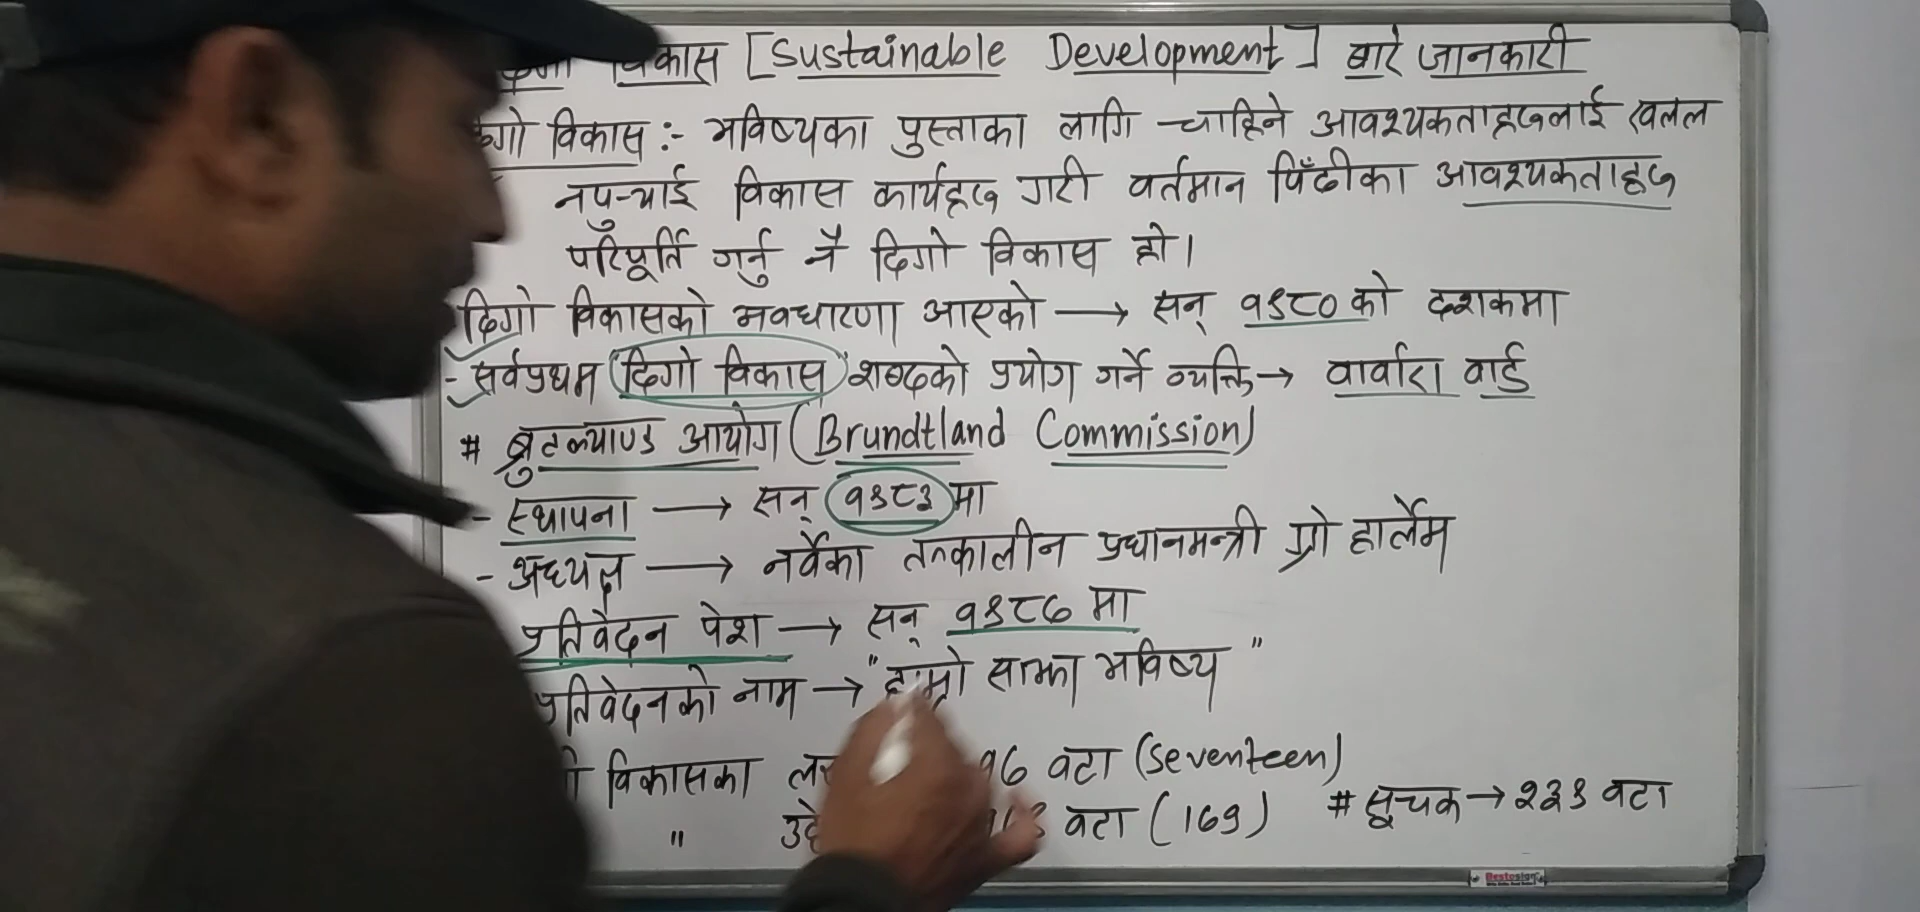 विकास [Sustainable Development] बारे जानकारी
दिगो विकास :- भविष्यका पुस्ताका लागि चाहिने आवश्यकताहरुलाई खलल
नपुर्‍याई विकास कार्यहरु गरी वर्तमान पिँढीका आवश्यकताहरु
परिपूर्ति गर्नु नै दिगो विकास हो।
दिगो विकासको अवधारणा आएको → सन् १९८० को दशकमा
- सर्वप्रथम "दिगो विकास" शब्दको प्रयोग गर्ने व्यक्ति → वार्वारा वार्ड
# ब्रुटल्याण्ड आयोग (Brundtland Commission)
- स्थापना → सन् १९८३ मा
- अध्यक्ष → नर्वेका तत्कालीन प्रधानमन्त्री ग्रो हार्लेम
प्रतिवेदन पेश → सन् १९८७ मा
प्रतिवेदनको नाम → "हाम्रो साझा भविष्य"
विकासका १७ वटा (Seventeen)
" वटा (169) # सूचक → २३९ वटा
Bestosign